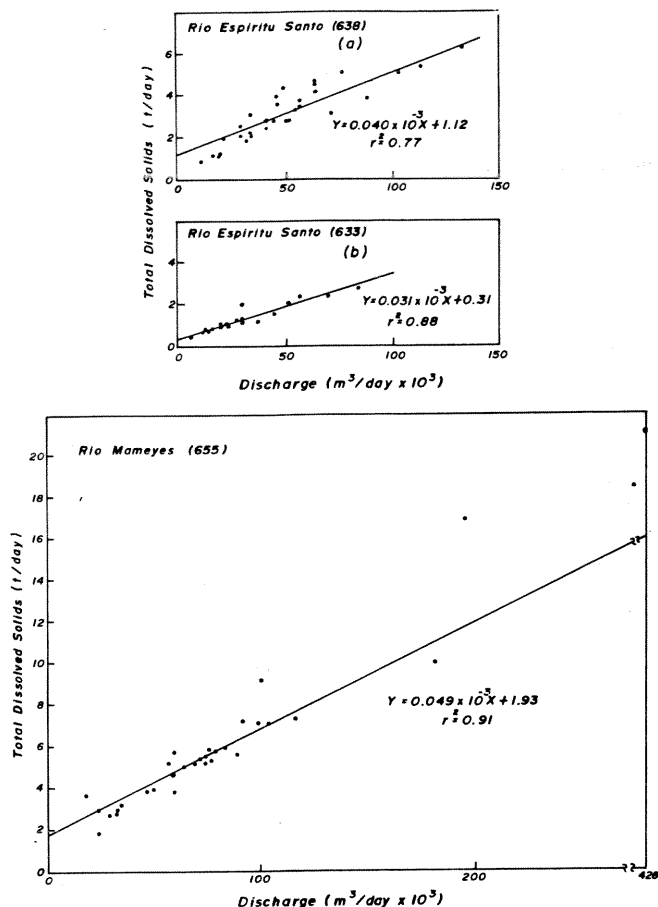 Rio Espiritu Santo (638)
(a)
6
4
2
0
Y=0.040 x 10⁻³X+1.12
r²=0.77
0
50
100
150
Rio Espiritu Santo (633)
(b)
4
2
0
Y=0.031 x 10⁻³X+0.31
r²=0.88
0
50
100
150
Total Dissolved Solids (t/day)
Discharge (m³/day x 10³)
Rio Mameyes (655)
20
18
16
14
12
10
8
6
4
2
0
Total Dissolved Solids (t/day)
Y = 0.049 x 10⁻³X+1.93
r²=0.91
0
100
200
428
Discharge (m³/day x 10³)